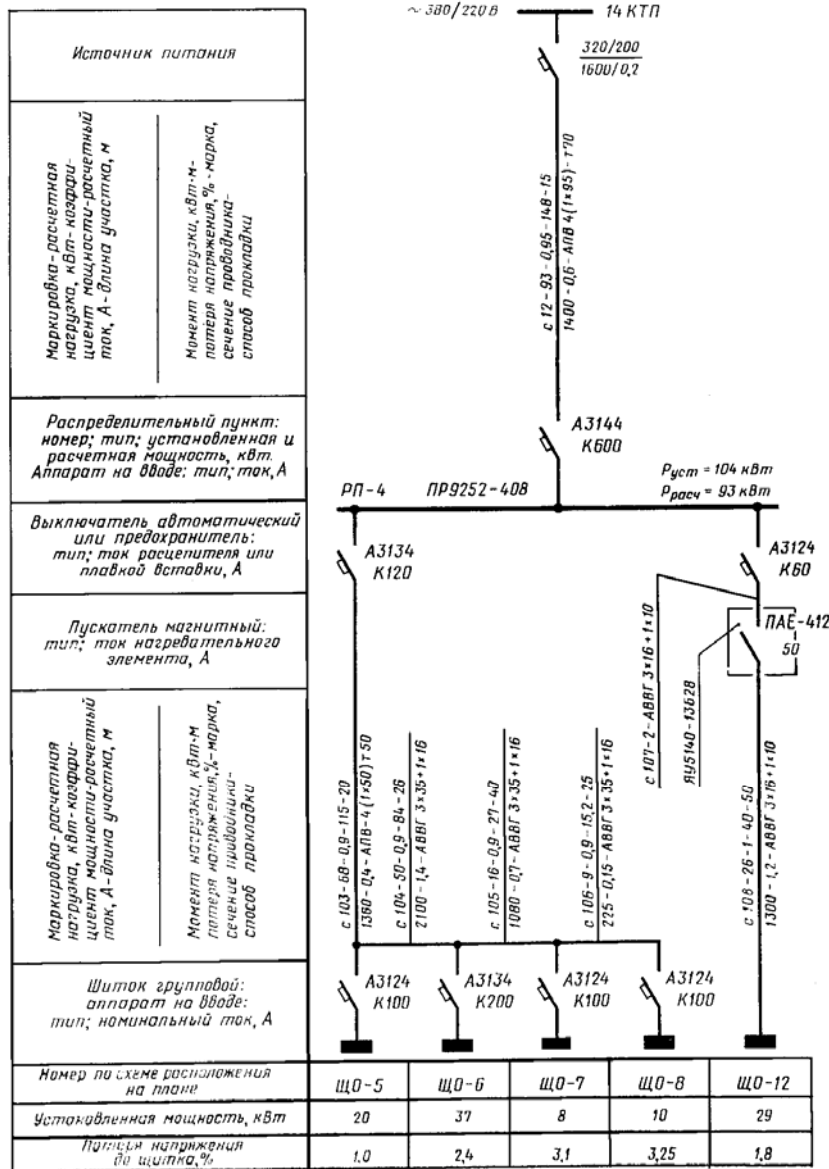 ~380/220 В
14 КТП
Источник питания
320/200
1600/0,2
Маркировка-расчетная
нагрузка, кВт-коэффи-
циент мощности-расчетный
ток, А-длина участка, м
Момент нагрузки, кВт·м-
потеря напряжения,%-марка,
сечение проводника-
способ прокладки
с 12-93-0,95-148-15
1400-0,6-АПВ 4(1×95)-т70
Распределительный пункт:
номер; тип; установленная и
расчетная мощность, кВт.
Аппарат на вводе: тип; ток, А
А3144
К600
РП-4
ПР9252-408
Руст = 104 кВт
Ррасч = 93 кВт
Выключатель автоматический
или предохранитель:
тип; ток расцепителя или
плавкой вставки, А
А3134
К120
А3124
К60
Пускатель магнитный:
тип; ток нагревательного
элемента, А
ПАЕ-412
50
с 107-2-АВВГ 3×16+1×10
ЯУ5140-13Б28
Маркировка-расчетная
нагрузка, кВт-коэффи-
циент мощности-расчетный
ток, А-длина участка, м
Момент нагрузки, кВт·м
потеря напряжения,%-марка,
сечение проводника-
способ прокладки
с 103-68-0,9-115-20
1360-0,4-АПВ-4(1×50)т50
с 104-50-0,9-84-26
2100-1,4-АВВГ 3×35+1×16
с 105-16-0,9-27-40
1080-0,7-АВВГ 3×35+1×16
с 106-9-0,9-15,2-25
225-0,15-АВВГ 3×35+1×16
с 108-26-1-40-50
1300-1,2-АВВГ 3×16+1×10
Шиток групповой:
аппарат на вводе:
тип; номинальный ток, А
А3124
К100
А3134
К200
А3124
К100
А3124
К100
Номер по схеме расположения
на плане
ЩО-5 ЩО-6 ЩО-7 ЩО-8 ЩО-12
Установленная мощность, кВт
20 37 8 10 29
Потеря напряжения
до щитка,%
1,0 2,4 3,1 3,25 1,8